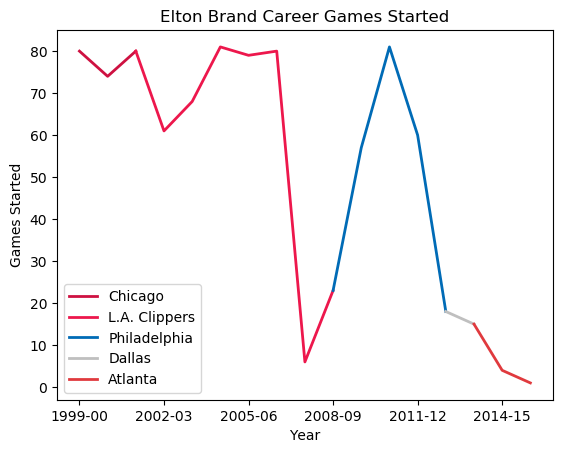 Elton Brand Career Games Started
Games Started
80
70
60
50
40
30
20
10
0
Chicago
L.A. Clippers
Philadelphia
Dallas
Atlanta
1999-00 2002-03 2005-06 2008-09 2011-12 2014-15
Year